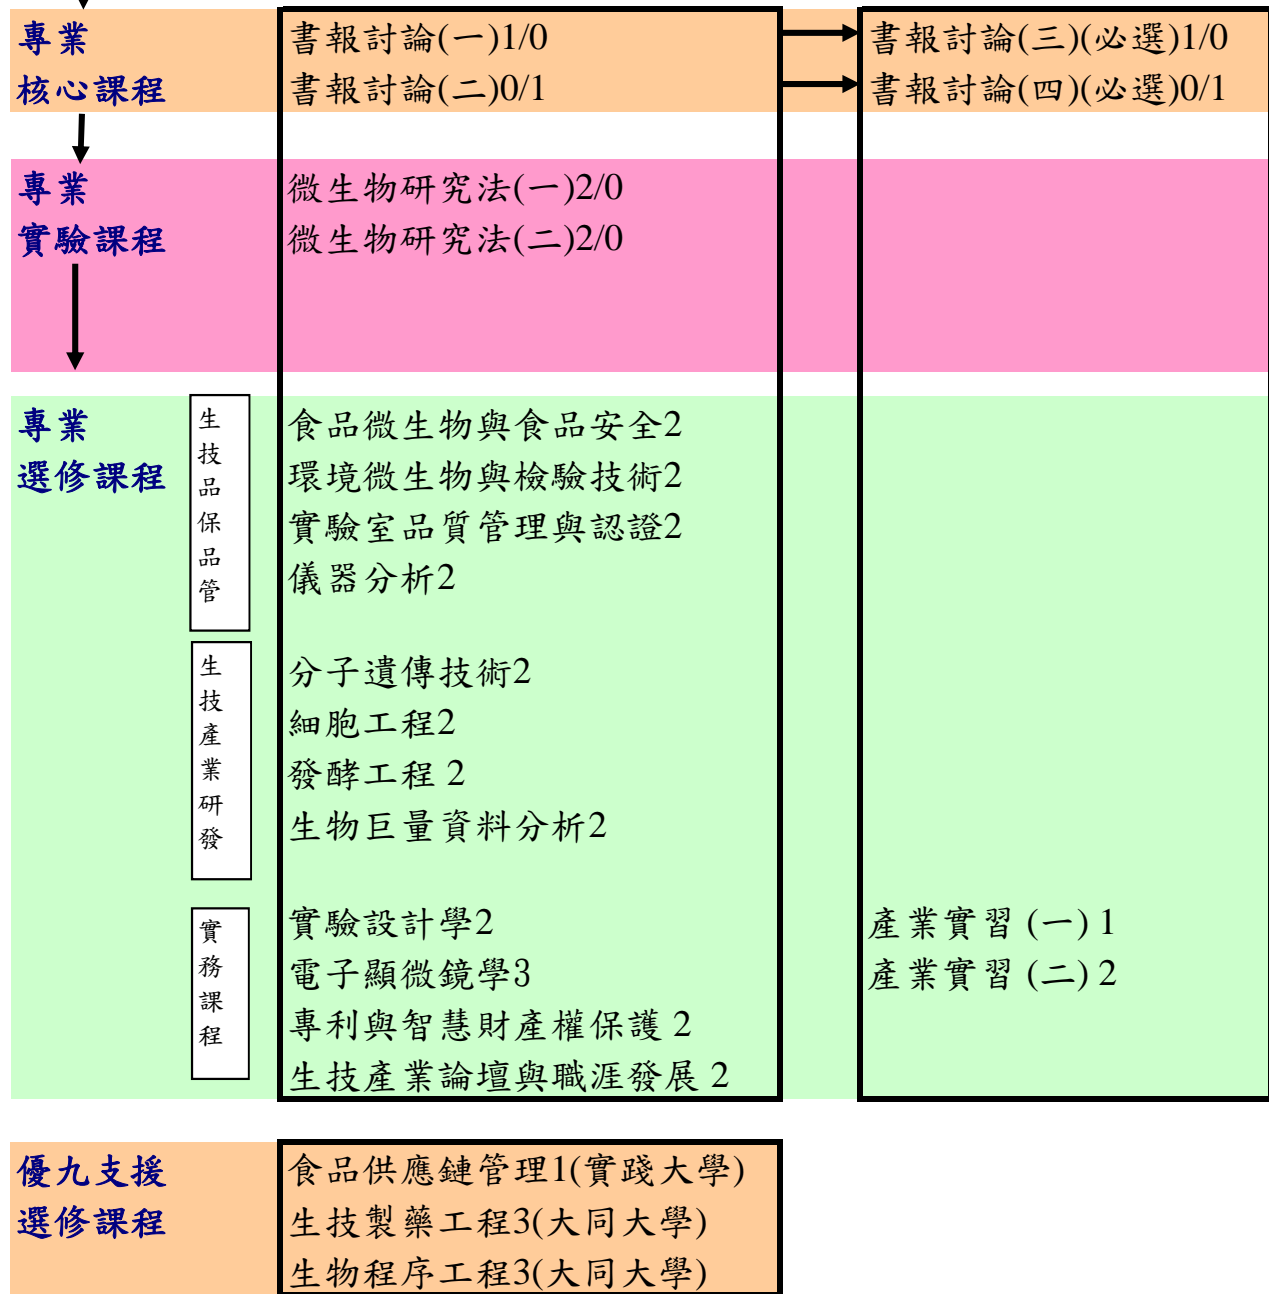 專業
核心課程
書報討論(一)1/0
書報討論(二)0/1
書報討論(三)(必選)1/0
書報討論(四)(必選)0/1
專業
實驗課程
微生物研究法(一)2/0
微生物研究法(二)2/0
專業
選修課程
生技品保品管
食品微生物與食品安全2
環境微生物與檢驗技術2
實驗室品質管理與認證2
儀器分析2
生技產業研發
分子遺傳技術2
細胞工程2
發酵工程 2
生物巨量資料分析2
實務課程
實驗設計學2
電子顯微鏡學3
專利與智慧財產權保護 2
生技產業論壇與職涯發展 2
產業實習 (一) 1
產業實習 (二) 2
優九支援
選修課程
食品供應鏈管理1(實踐大學)
生技製藥工程3(大同大學)
生物程序工程3(大同大學)